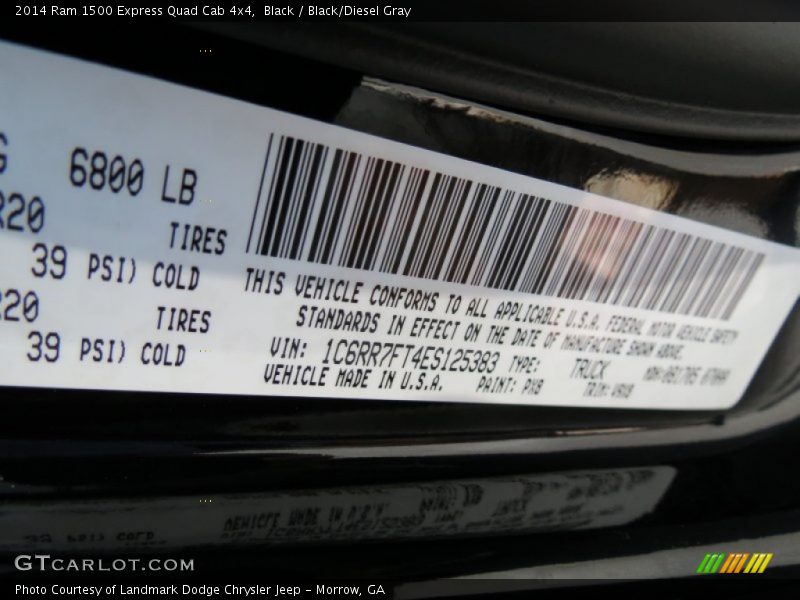 2014 Ram 1500 Express Quad Cab 4x4,  Black / Black/Diesel Gray
6800 LB
R20 TIRES
39 PSI) COLD
R20 TIRES
39 PSI) COLD
THIS VEHICLE CONFORMS TO ALL APPLICABLE U.S.A. FEDERAL MOTOR VEHICLE SAFETY
STANDARDS IN EFFECT ON THE DATE OF MANUFACTURE SHOWN ABOVE.
VIN: 1C6RR7FT4ES125383 TYPE: TRUCK
VEHICLE MADE IN U.S.A. PAINT: PX8 TRIM:
GTCARLOT.COM
Photo Courtesy of Landmark Dodge Chrysler Jeep – Morrow, GA